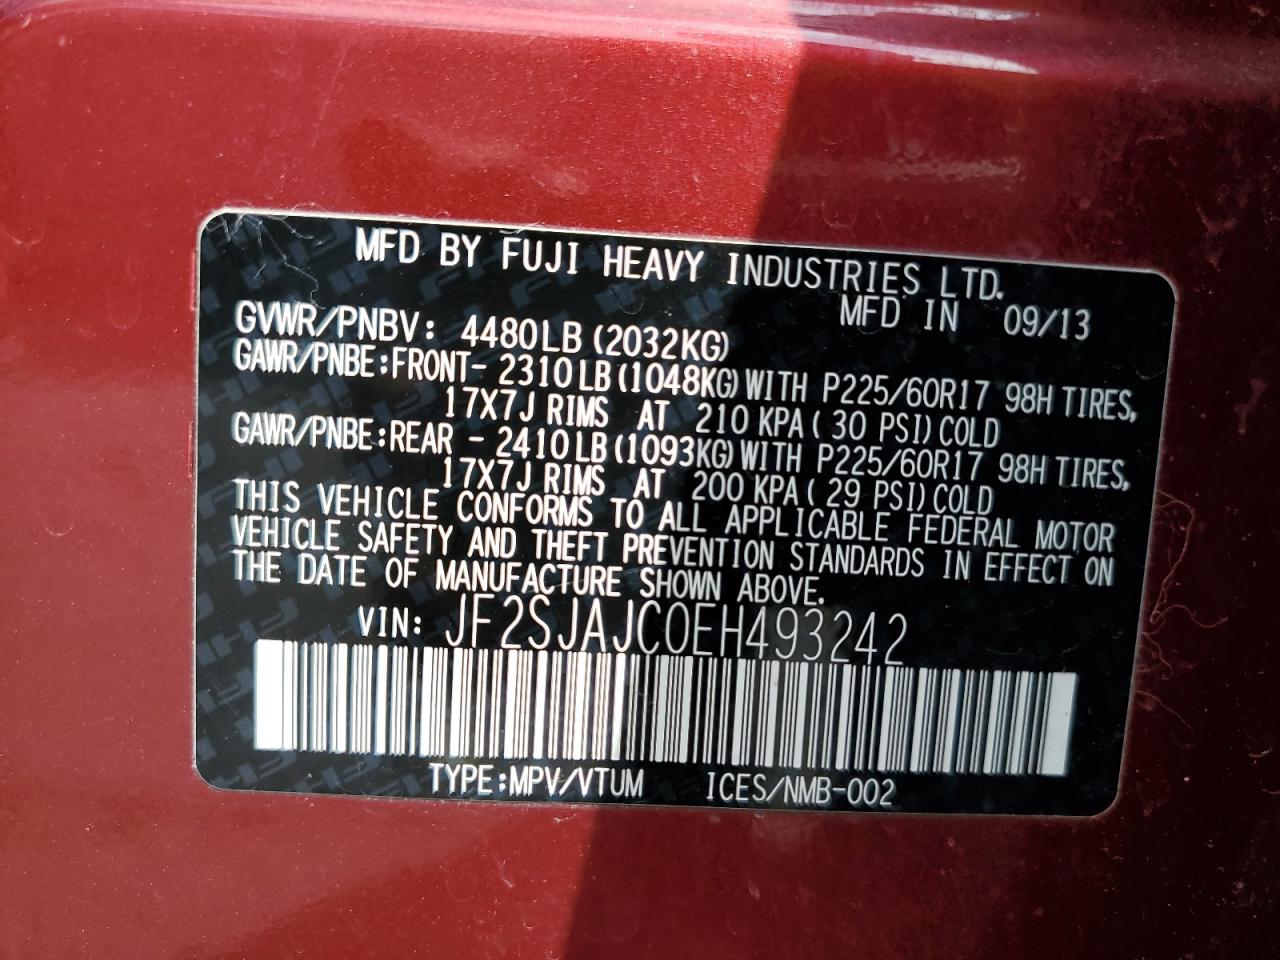 MFD BY FUJI HEAVY INDUSTRIES LTD.
MFD IN 09/13
GVWR/PNBV: 4480LB (2032KG)
GAWR/PNBE:FRONT- 2310LB(1048KG)WITH P225/60R17 98H TIRES,
17X7J RIMS AT 210 KPA( 30 PSI)COLD
GAWR/PNBE:REAR - 2410LB(1093KG)WITH P225/60R17 98H TIRES,
17X7J RIMS AT 200 KPA( 29 PSI)COLD
THIS VEHICLE CONFORMS TO ALL APPLICABLE FEDERAL MOTOR
VEHICLE SAFETY AND THEFT PREVENTION STANDARDS IN EFFECT ON
THE DATE OF MANUFACTURE SHOWN ABOVE.
VIN: JF2SJAJC0EH493242
TYPE:MPV/VTUM ICES/NMB-002